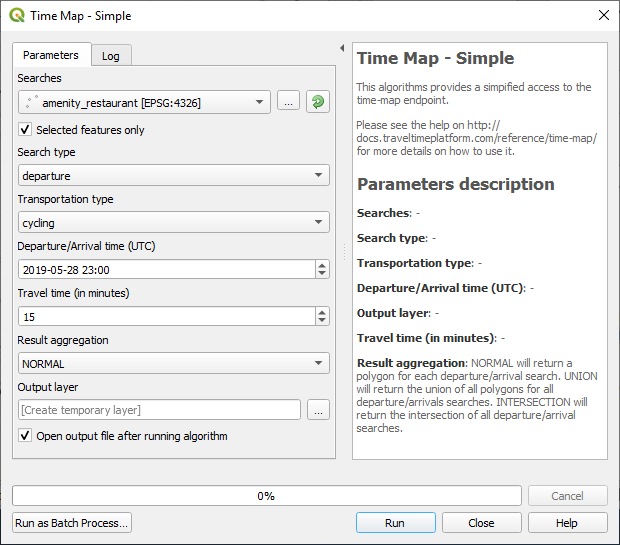 Time Map - Simple
Parameters
Log
Searches
amenity_restaurant [EPSG:4326]
...
Selected features only
Search type
departure
Transportation type
cycling
Departure/Arrival time (UTC)
2019-05-28 23:00
Travel time (in minutes)
15
Result aggregation
NORMAL
Output layer
[Create temporary layer]
...
Open output file after running algorithm
Time Map - Simple
This algorithms provides a simpified access to the
time-map endpoint.
Please see the help on http://
docs.traveltimeplatform.com/reference/time-map/
for more details on how to use it.
Parameters description
Searches: -
Search type: -
Transportation type: -
Departure/Arrival time (UTC): -
Output layer: -
Travel time (in minutes): -
Result aggregation: NORMAL will return a
polygon for each departure/arrival search. UNION
will return the union of all polygons for all
departure/arrivals searches. INTERSECTION will
return the intersection of all departure/arrival
searches.
0%
Cancel
Run as Batch Process...
Run
Close
Help